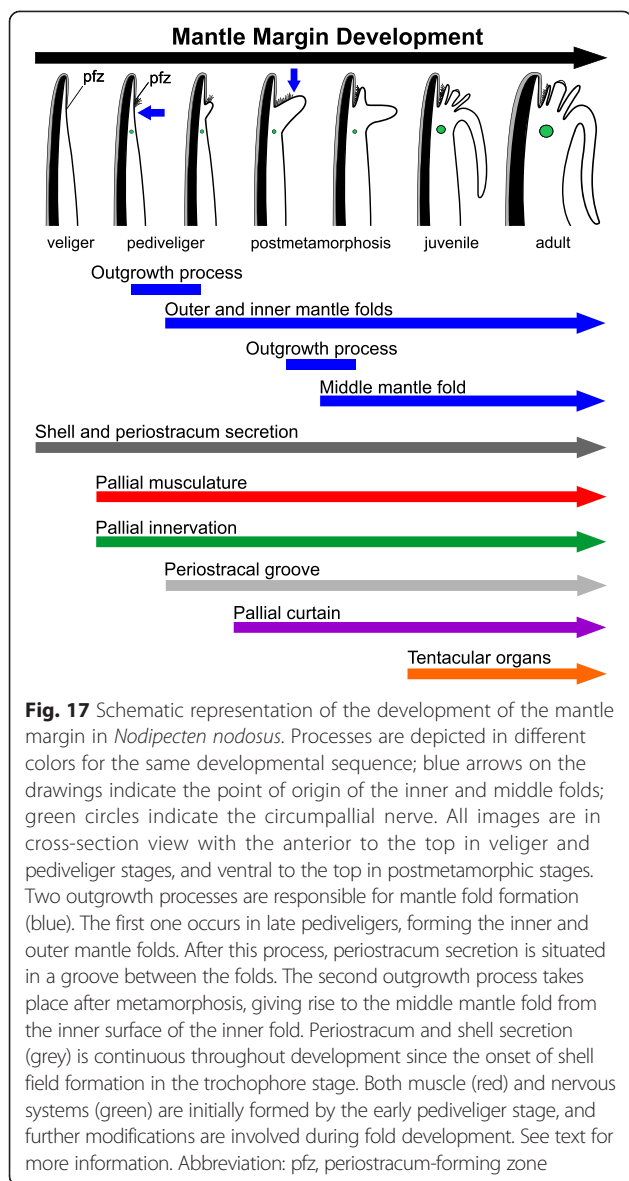 Mantle Margin Development
pfz
pfz
veliger
pediveliger
postmetamorphosis
juvenile
adult
Outgrowth process
Outer and inner mantle folds
Outgrowth process
Middle mantle fold
Shell and periostracum secretion
Pallial musculature
Pallial innervation
Periostracal groove
Pallial curtain
Tentacular organs
Fig. 17 Schematic representation of the development of the mantle
margin in Nodipecten nodosus. Processes are depicted in different
colors for the same developmental sequence; blue arrows on the
drawings indicate the point of origin of the inner and middle folds;
green circles indicate the circumpallial nerve. All images are in
cross-section view with the anterior to the top in veliger and
pediveliger stages, and ventral to the top in postmetamorphic stages.
Two outgrowth processes are responsible for mantle fold formation
(blue). The first one occurs in late pediveligers, forming the inner and
outer mantle folds. After this process, periostracum secretion is situated
in a groove between the folds. The second outgrowth process takes
place after metamorphosis, giving rise to the middle mantle fold from
the inner surface of the inner fold. Periostracum and shell secretion
(grey) is continuous throughout development since the onset of shell
field formation in the trochophore stage. Both muscle (red) and nervous
systems (green) are initially formed by the early pediveliger stage, and
further modifications are involved during fold development. See text for
more information. Abbreviation: pfz, periostracum-forming zone